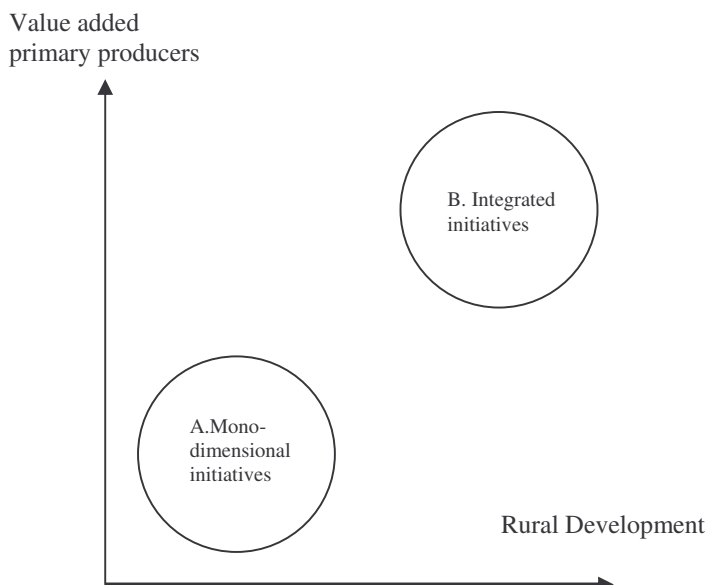 Value added
primary producers
B. Integrated
initiatives
A.Mono-
dimensional
initiatives
Rural Development